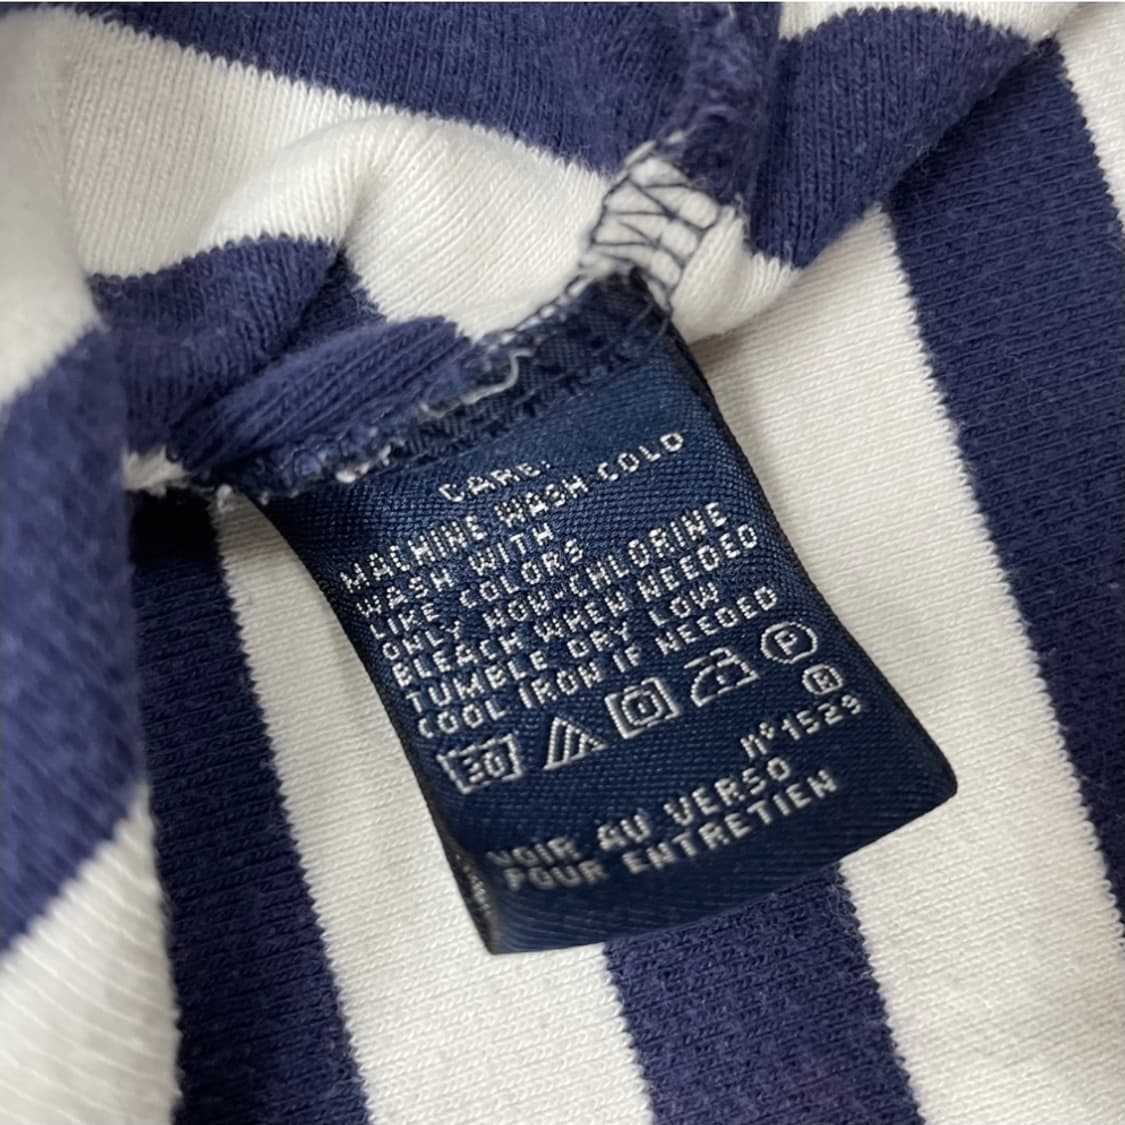 CARE:
MACHINE WASH COLD
WASH WITH
LIKE COLORS
ONLY NON-CHLORINE
BLEACH WHEN NEEDED
TUMBLE DRY LOW
COOL IRON IF NEEDED
30 P
R
nº1529
VOIR AU VERSO
POUR ENTRETIEN